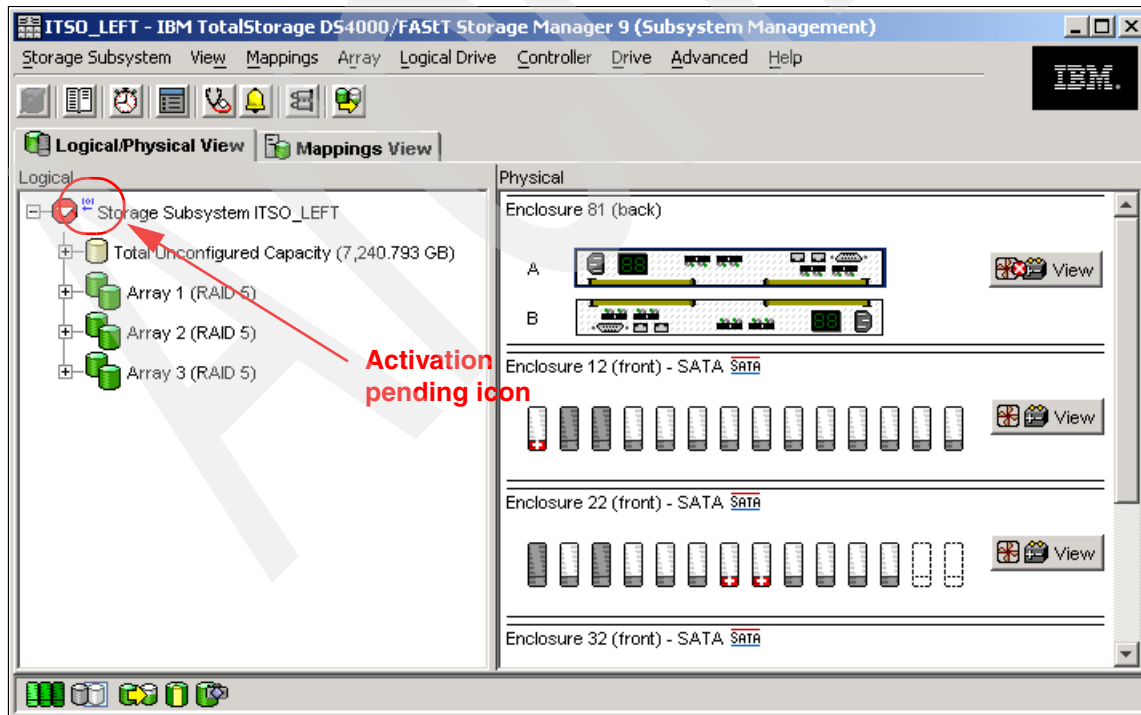 ITSO_LEFT - IBM TotalStorage DS4000/FAStT Storage Manager 9 (Subsystem Management)
Storage Subsystem View Mappings Array Logical Drive Controller Drive Advanced Help
IBM.
Logical/Physical View Mappings View
Logical
Physical
Storage Subsystem ITSO_LEFT
Total Unconfigured Capacity (7,240.793 GB)
Array 1 (RAID 5)
Array 2 (RAID 5)
Array 3 (RAID 5)
Activation
pending icon
Enclosure 81 (back)
A
View
B
Enclosure 12 (front) - SATA SATA
View
Enclosure 22 (front) - SATA SATA
View
Enclosure 32 (front) - SATA SATA